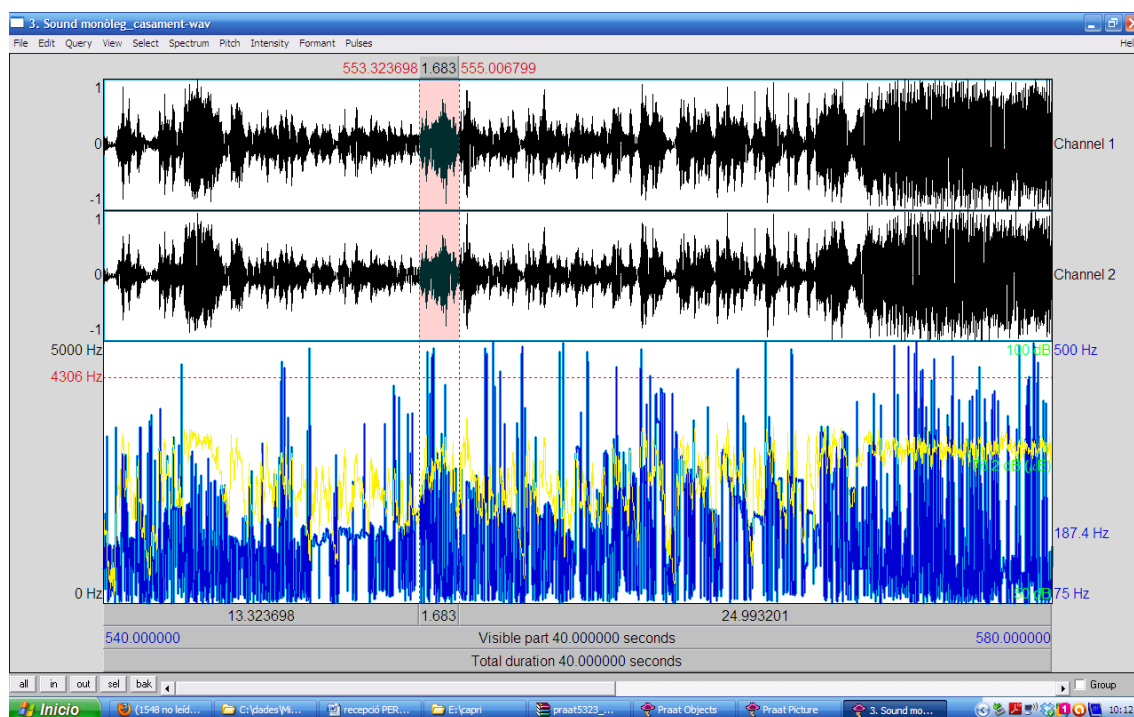 3. Sound monòleg_casament-wav
File Edit Query View Select Spectrum Pitch Intensity Formant Pulses Hel
553.323698 1.683 555.006799
1
0
-1
Channel 1
1
0
-1
Channel 2
5000 Hz
4306 Hz
0 Hz
100 dB 500 Hz
187.4 Hz
75 Hz
13.323698 1.683 24.993201
540.000000 Visible part 40.000000 seconds 580.000000
Total duration 40.000000 seconds
all in out sel bak Group
Inicio (1548 no leíd... C:\dades\Mi... recepció PER... E:\capri praat5323_... Praat Objects Praat Picture 3. Sound mo... 10:12